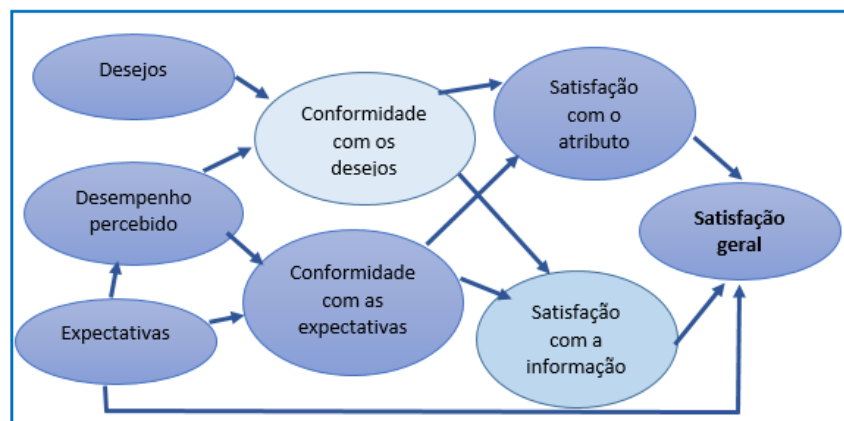 Desejos
Conformidade
com os
desejos
Satisfação
com o
atributo
Desempenho
percebido
Satisfação
geral
Conformidade
com as
expectativas
Expectativas
Satisfação
com a
informação